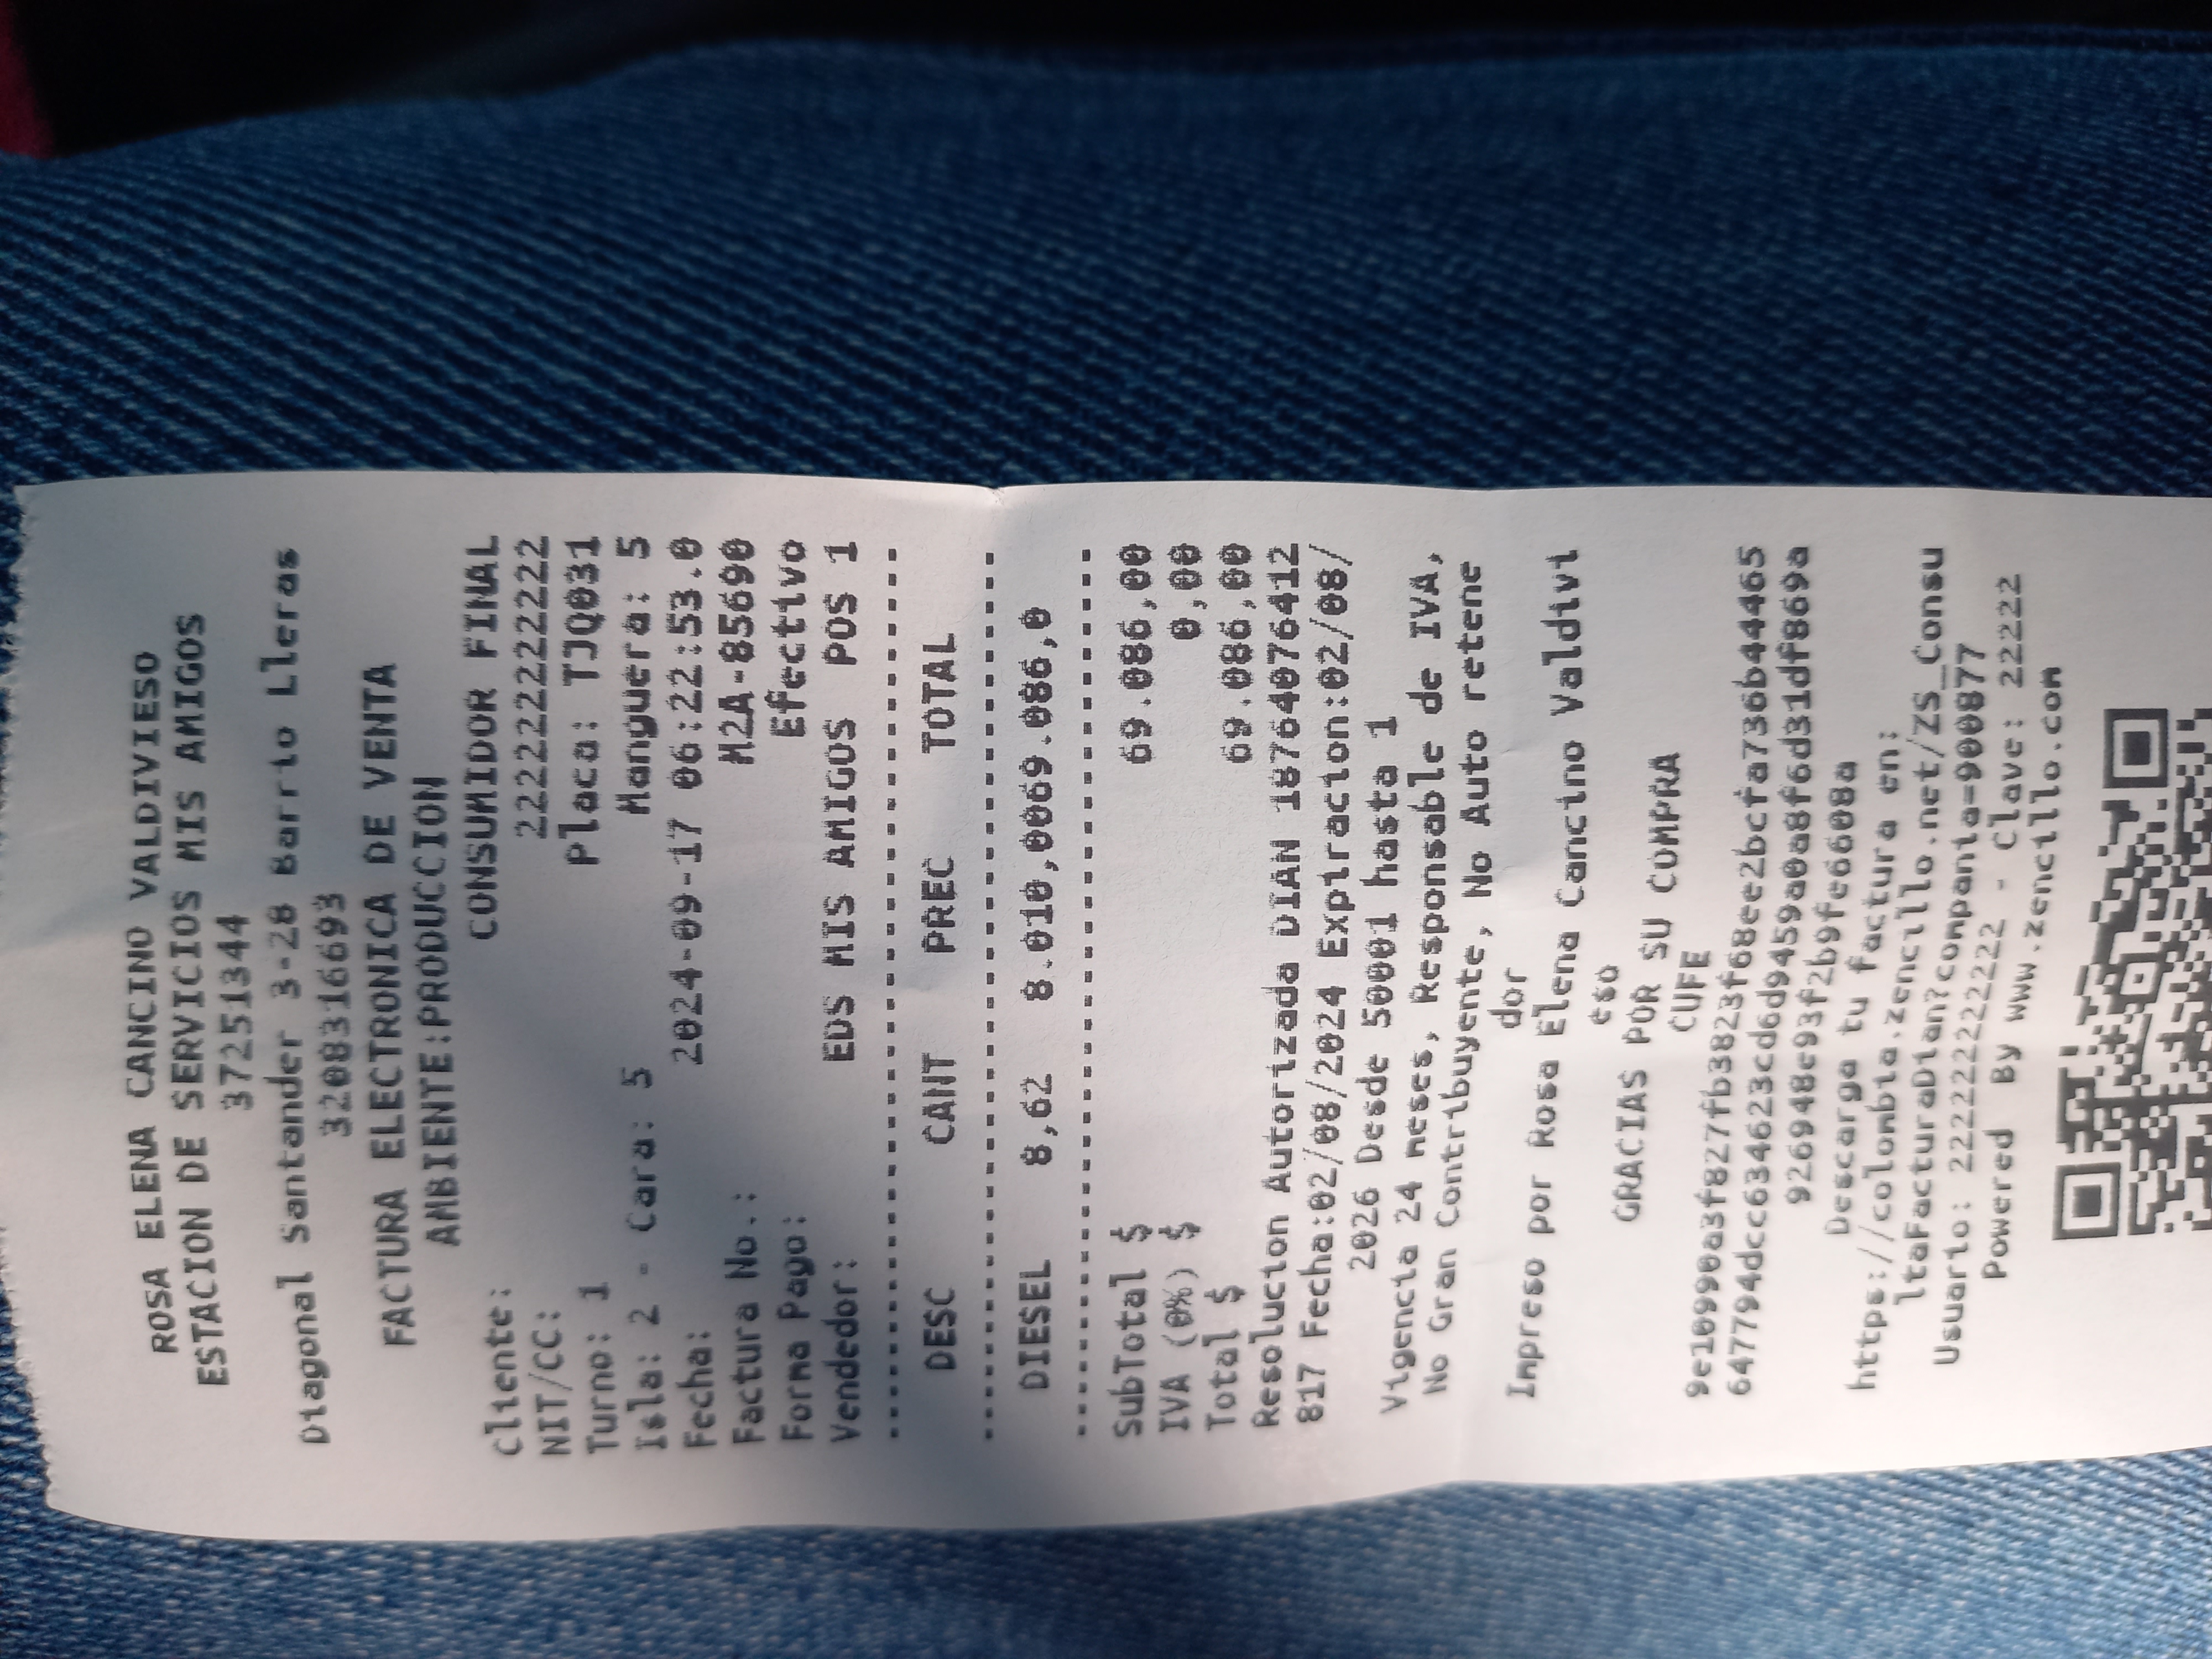 ROSA ELENA CANCINO VALDIVIESO
ESTACION DE SERVICIOS MIS AMIGOS
37251344
Diagonal Santander 3-28 Barrio Lleras
3208316693
FACTURA ELECTRONICA DE VENTA
AMBIENTE:PRODUCCION
Cliente: CONSUMIDOR FINAL
NIT/CC: 222222222222
Turno: 1 Placa: TJQ031
Isla: 2 - Cara: 5 Manguera: 5
Fecha: 2024-09-17 06:22:53.0
Factura No.: M2A-85690
Forma Pago: Efectivo
Vendedor: EDS MIS AMIGOS POS 1
DESC CANT PREC TOTAL
DIESEL 8,62 8.010,0069.086,0
SubTotal $ 69.086,00
IVA (0%) $ 0,00
Total $ 69.086,00
Resolucion Autorizada DIAN 18764076412
817 Fecha:02/08/2024 Expiracion:02/08/
2026 Desde 50001 hasta 1
Vigencia 24 meses, Responsable de IVA,
No Gran Contribuyente, No Auto retene
dor
Impreso por Rosa Elena Cancino Valdivi
eso
GRACIAS POR SU COMPRA
CUFE
9e10990a3f827fb3823f68ee2bcfa736b44465
647794dcc634623cd6d9459a0a8f6d31df869a
926948e93f2b9fe6608a
Descarga tu factura en:
https://colombia.zencillo.net/ZS_Consu
ltaFacturaDian?compania=900877
Usuario: 222222222222 - Clave: 22222
Powered By www.zencillo.com